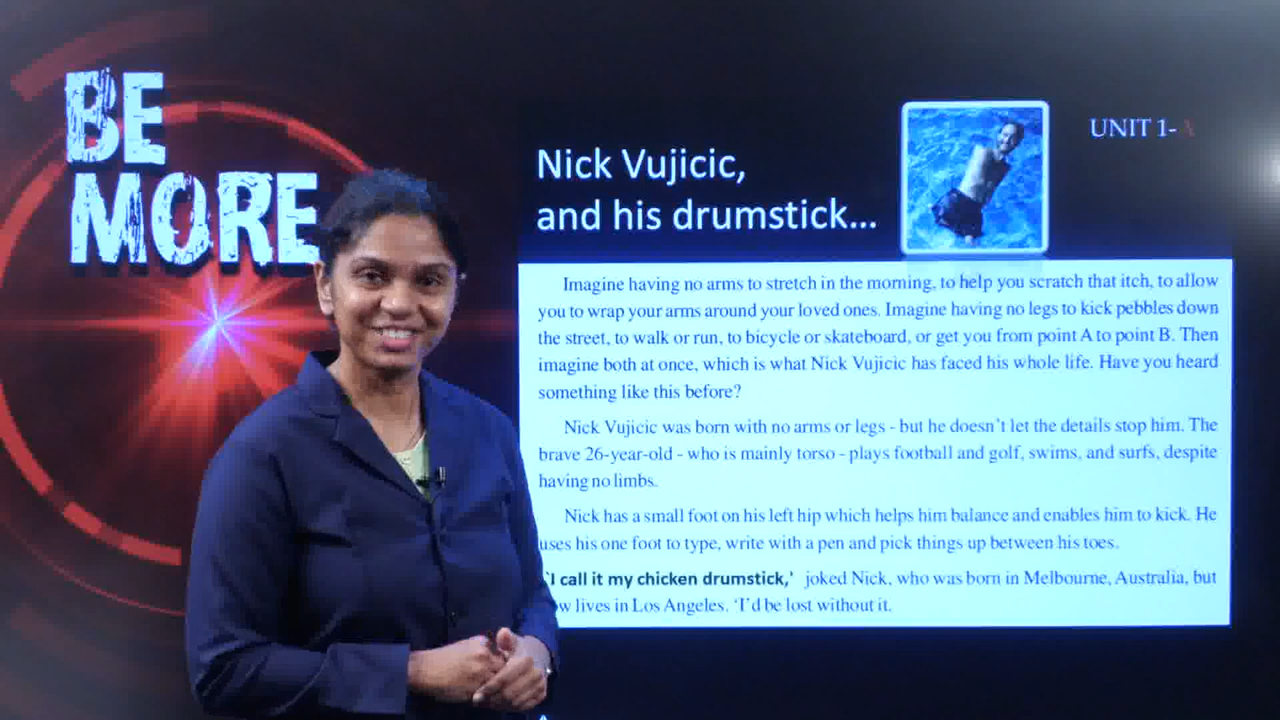 BE
MORE
Nick Vujicic,
and his drumstick...
UNIT 1-
Imagine having no arms to stretch in the morning, to help you scratch that itch, to allow
you to wrap your arms around your loved ones. Imagine having no legs to kick pebbles down
the street, to walk or run, to bicycle or skateboard, or get you from point A to point B. Then
imagine both at once, which is what Nick Vujicic has faced his whole life. Have you heard
something like this before?
Nick Vujicic was born with no arms or legs - but he doesn't let the details stop him. The
brave 26-year-old - who is mainly torso - plays football and golf, swims, and surfs, despite
having no limbs.
Nick has a small foot on his left hip which helps him balance and enables him to kick. He
uses his one foot to type, write with a pen and pick things up between his toes.
'I call it my chicken drumstick,' joked Nick, who was born in Melbourne, Australia, but
lives in Los Angeles. 'I'd be lost without it.